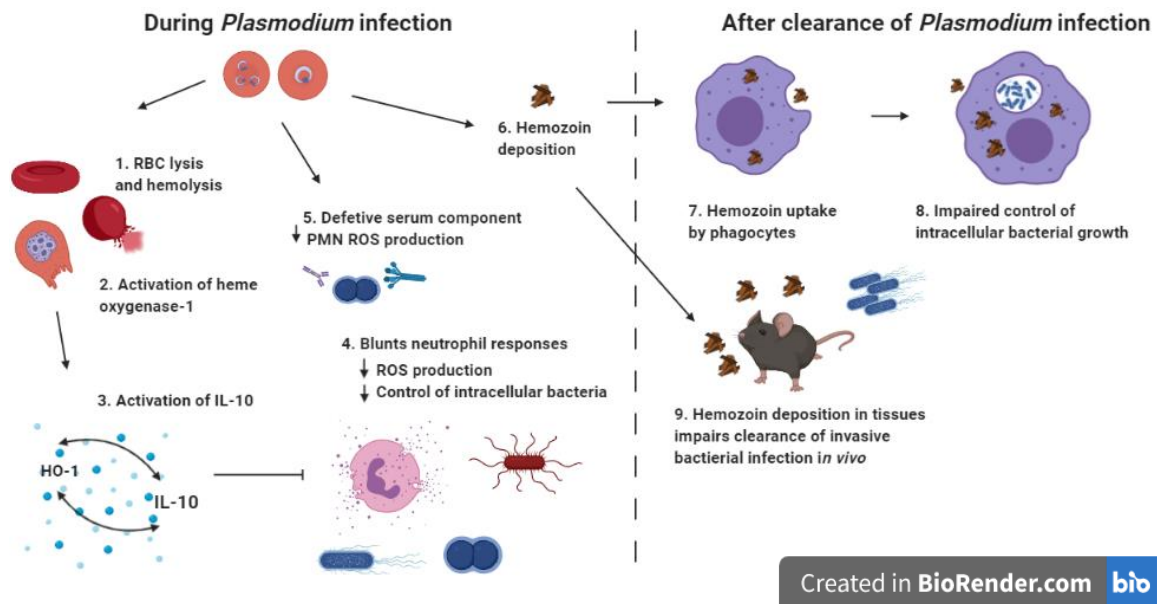 During Plasmodium infection
After clearance of Plasmodium infection
1. RBC lysis
and hemolysis
2. Activation of heme
oxygenase-1
3. Activation of IL-10
HO-1
IL-10
5. Defetive serum component
PMN ROS production
4. Blunts neutrophil responses
ROS production
Control of intracellular bacteria
6. Hemozoin
deposition
7. Hemozoin uptake
by phagocytes
8. Impaired control of
intracellular bacterial growth
9. Hemozoin deposition in tissues
impairs clearance of invasive
bactierial infection in vivo
Created in BioRender.com bio